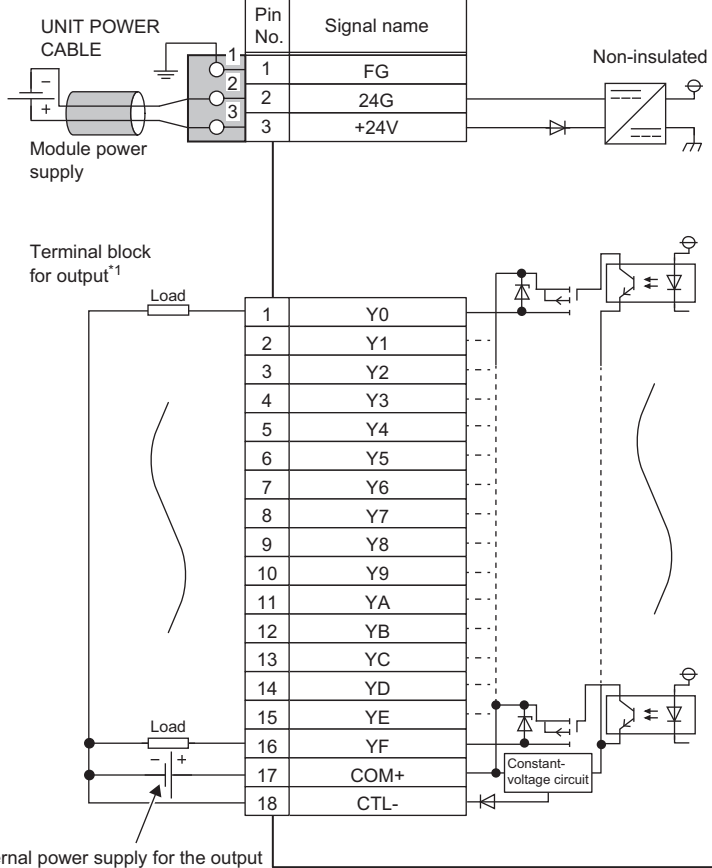 UNIT POWER
CABLE
Pin
No.
Signal name
Non-insulated
1
2
3
1 FG
2 24G
3 +24V
−
+
Module power
supply
Terminal block
for output*1
Load
1 Y0
2 Y1
3 Y2
4 Y3
5 Y4
6 Y5
7 Y6
8 Y7
9 Y8
10 Y9
11 YA
12 YB
13 YC
14 YD
15 YE
Load
16 YF
− +
17 COM+
18 CTL-
Constant-
voltage circuit
rnal power supply for the output